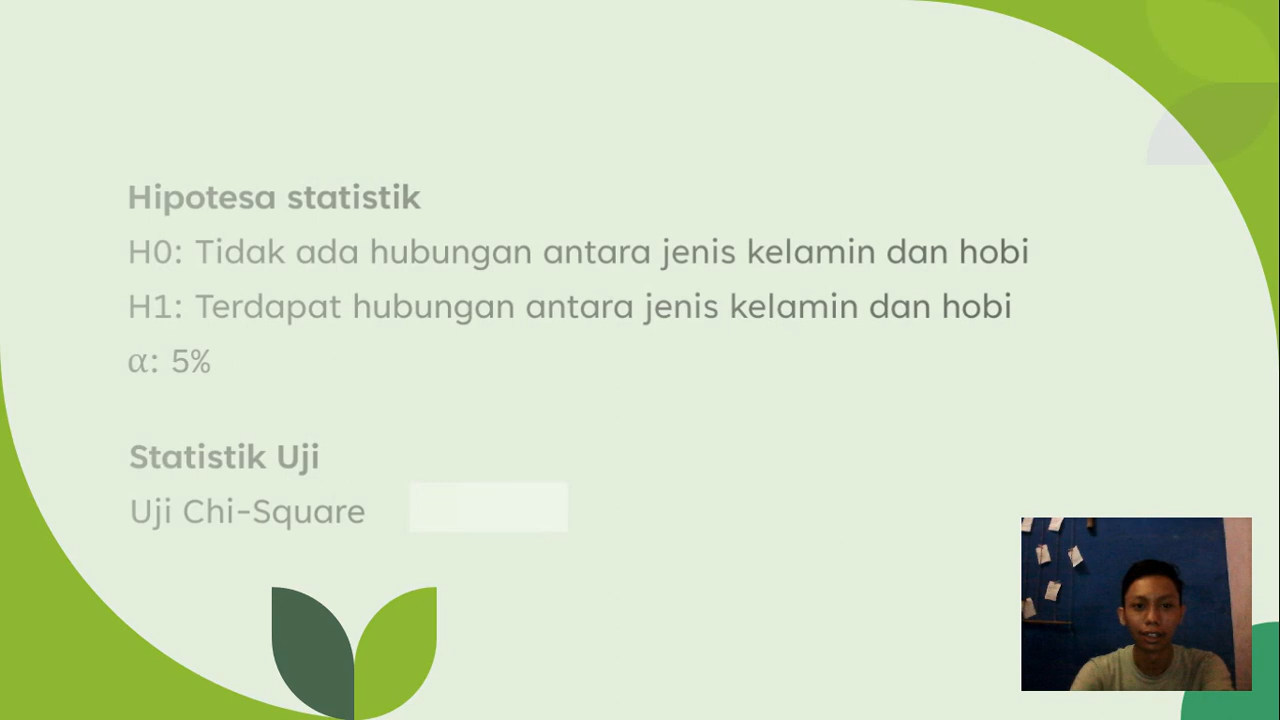 Hipotesa statistik
H0: Tidak ada hubungan antara jenis kelamin dan hobi
H1: Terdapat hubungan antara jenis kelamin dan hobi
α: 5%
Statistik Uji
Uji Chi-Square